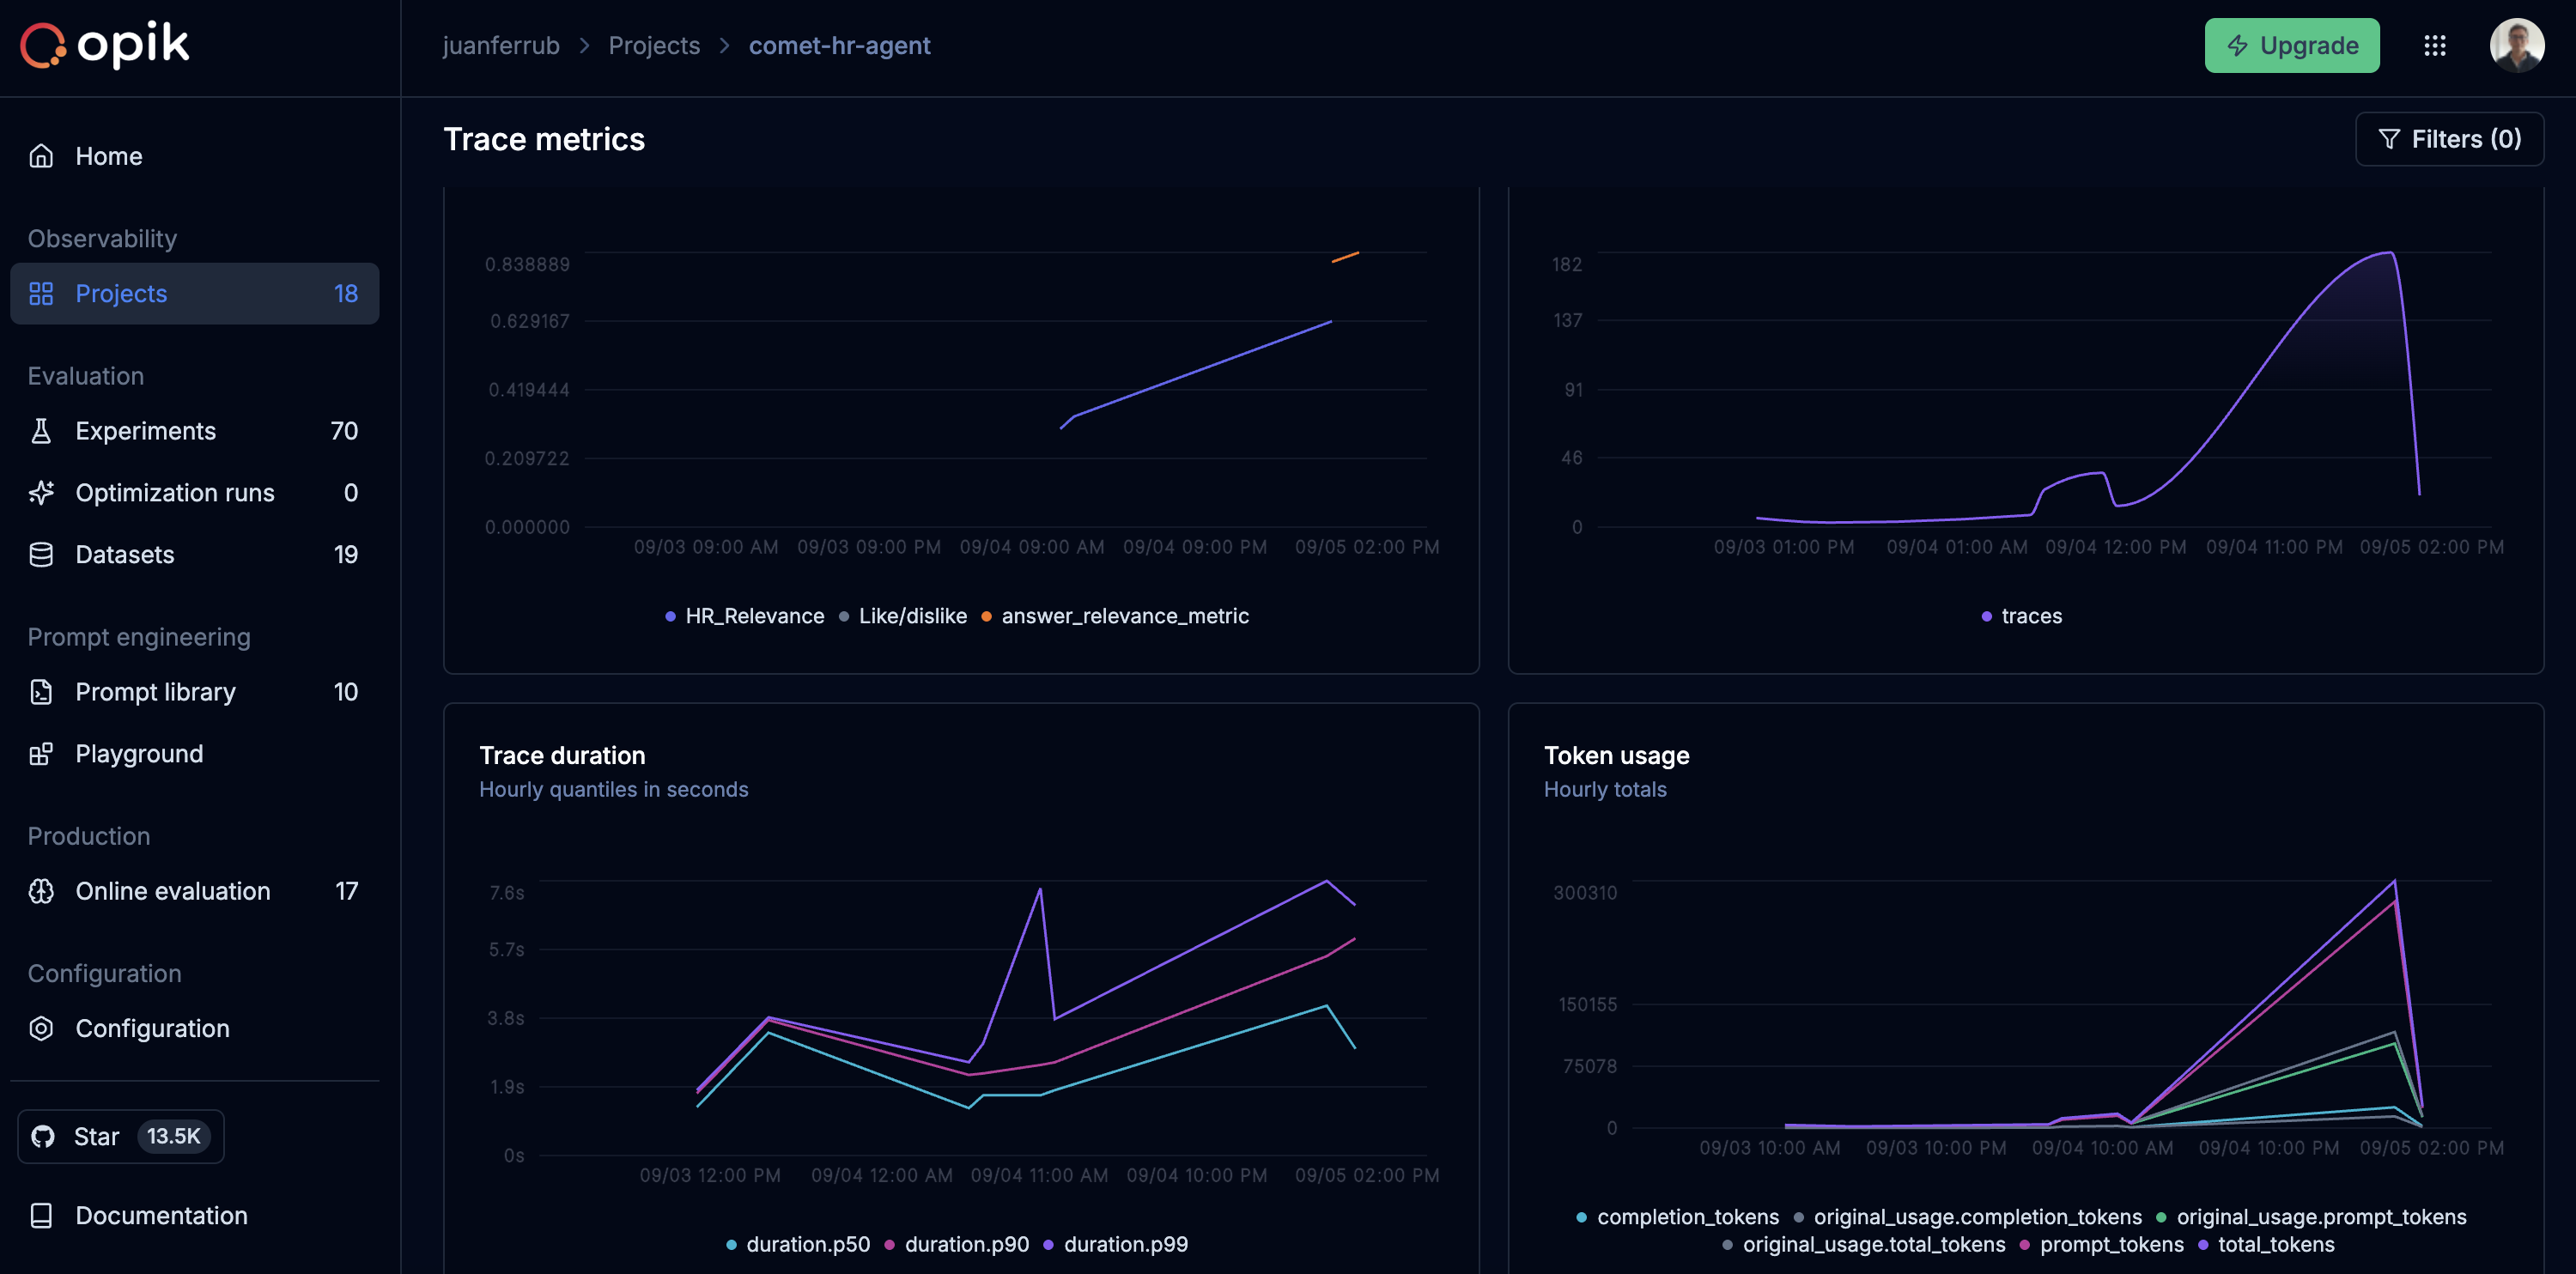 opik
juanferrub > Projects > comet-hr-agent
Upgrade
Home
Observability
Projects 18
Evaluation
Experiments 70
Optimization runs 0
Datasets 19
Prompt engineering
Prompt library 10
Playground
Production
Online evaluation 17
Configuration
Configuration
Star 13.5K
Documentation
Trace metrics
Filters (0)
0.838889
0.629167
0.419444
0.209722
0.000000
09/03 09:00 AM 09/03 09:00 PM 09/04 09:00 AM 09/04 09:00 PM 09/05 02:00 PM
HR_Relevance Like/dislike answer_relevance_metric
182
137
91
46
0
09/03 01:00 PM 09/04 01:00 AM 09/04 12:00 PM 09/04 11:00 PM 09/05 02:00 PM
traces
Trace duration
Hourly quantiles in seconds
7.6s
5.7s
3.8s
1.9s
0s
09/03 12:00 PM 09/04 12:00 AM 09/04 11:00 AM 09/04 10:00 PM 09/05 02:00 PM
duration.p50 duration.p90 duration.p99
Token usage
Hourly totals
300310
150155
75078
0
09/03 10:00 AM 09/03 10:00 PM 09/04 10:00 AM 09/04 10:00 PM 09/05 02:00 PM
completion_tokens original_usage.completion_tokens original_usage.prompt_tokens
original_usage.total_tokens prompt_tokens total_tokens